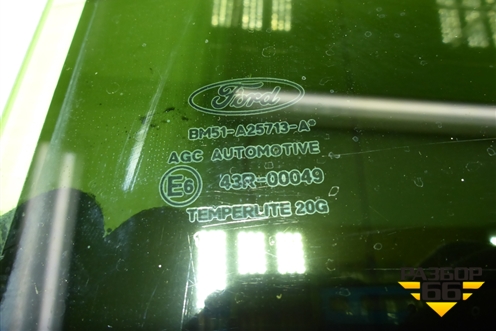 Ford
BM51-A25713-A°
AGC AUTOMOTIVE
E6 43R-00049
TEMPERLITE 20G
РАЗБОР
66